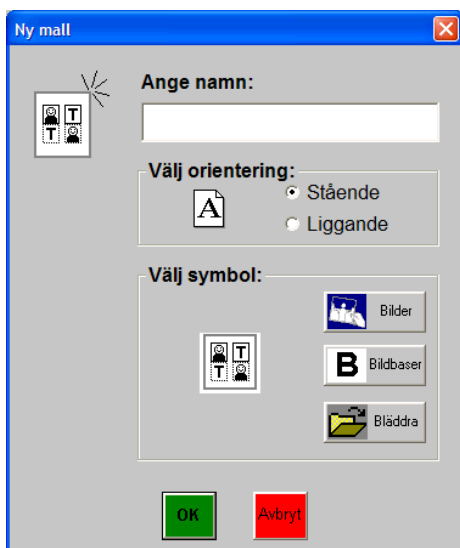 Ny mall
T
T
Ange namn:
Välj orientering:
A
Stående
Liggande
Välj symbol:
T
T
Bilder
B Bildbaser
Bläddra
OK
Avbryt